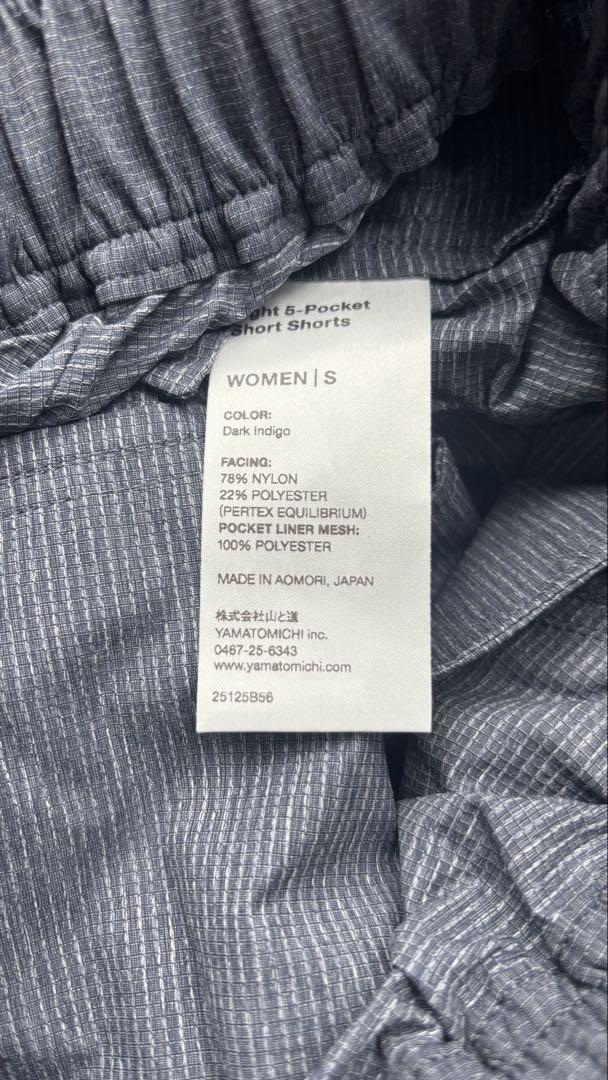 5-Pocket
Short Shorts
WOMEN | S
COLOR:
Dark Indigo
FACING:
78% NYLON
22% POLYESTER
(PERTEX EQUILIBRIUM)
POCKET LINER MESH:
100% POLYESTER
MADE IN AOMORI, JAPAN
株式会社山と道
YAMATOMICHI inc.
0467-25-6343
www.yamatomichi.com
25125B56